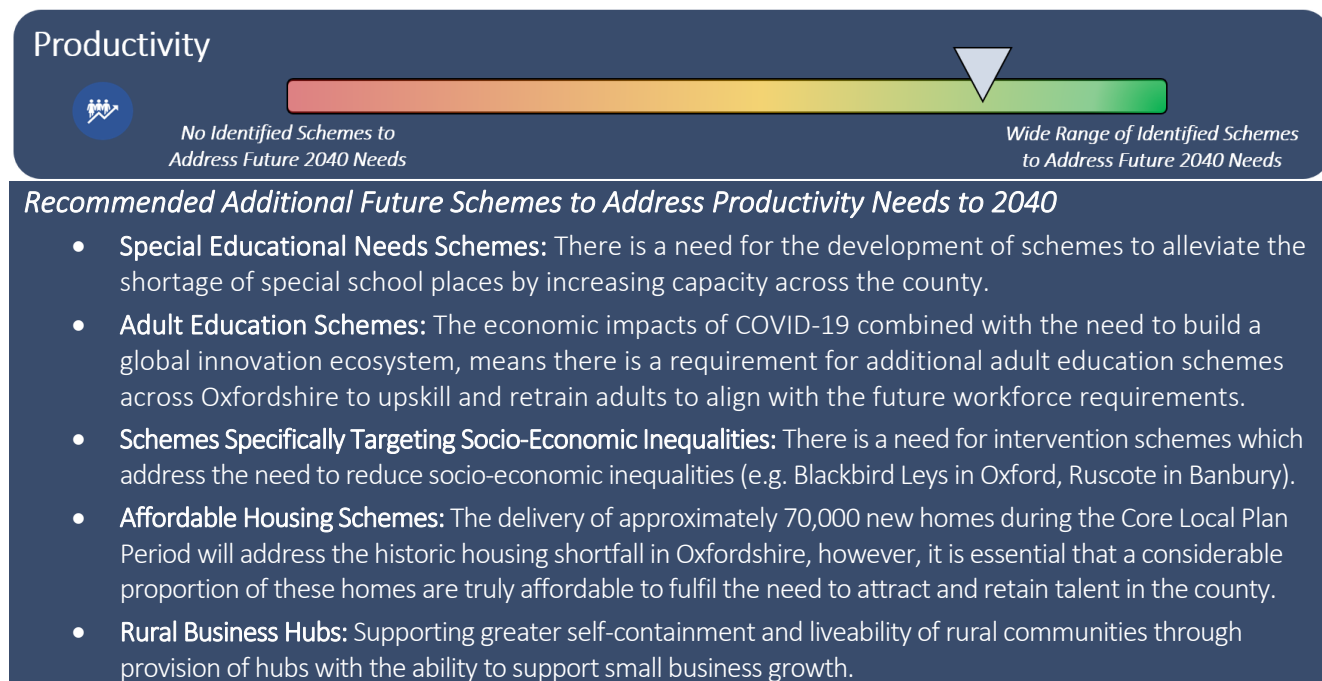 Productivity
No Identified Schemes to
Address Future 2040 Needs
Wide Range of Identified Schemes
to Address Future 2040 Needs
Recommended Additional Future Schemes to Address Productivity Needs to 2040
• Special Educational Needs Schemes: There is a need for the development of schemes to alleviate the
shortage of special school places by increasing capacity across the county.
• Adult Education Schemes: The economic impacts of COVID-19 combined with the need to build a
global innovation ecosystem, means there is a requirement for additional adult education schemes
across Oxfordshire to upskill and retrain adults to align with the future workforce requirements.
• Schemes Specifically Targeting Socio-Economic Inequalities: There is a need for intervention schemes which
address the need to reduce socio-economic inequalities (e.g. Blackbird Leys in Oxford, Ruscote in Banbury).
• Affordable Housing Schemes: The delivery of approximately 70,000 new homes during the Core Local Plan
Period will address the historic housing shortfall in Oxfordshire, however, it is essential that a considerable
proportion of these homes are truly affordable to fulfil the need to attract and retain talent in the county.
• Rural Business Hubs: Supporting greater self-containment and liveability of rural communities through
provision of hubs with the ability to support small business growth.